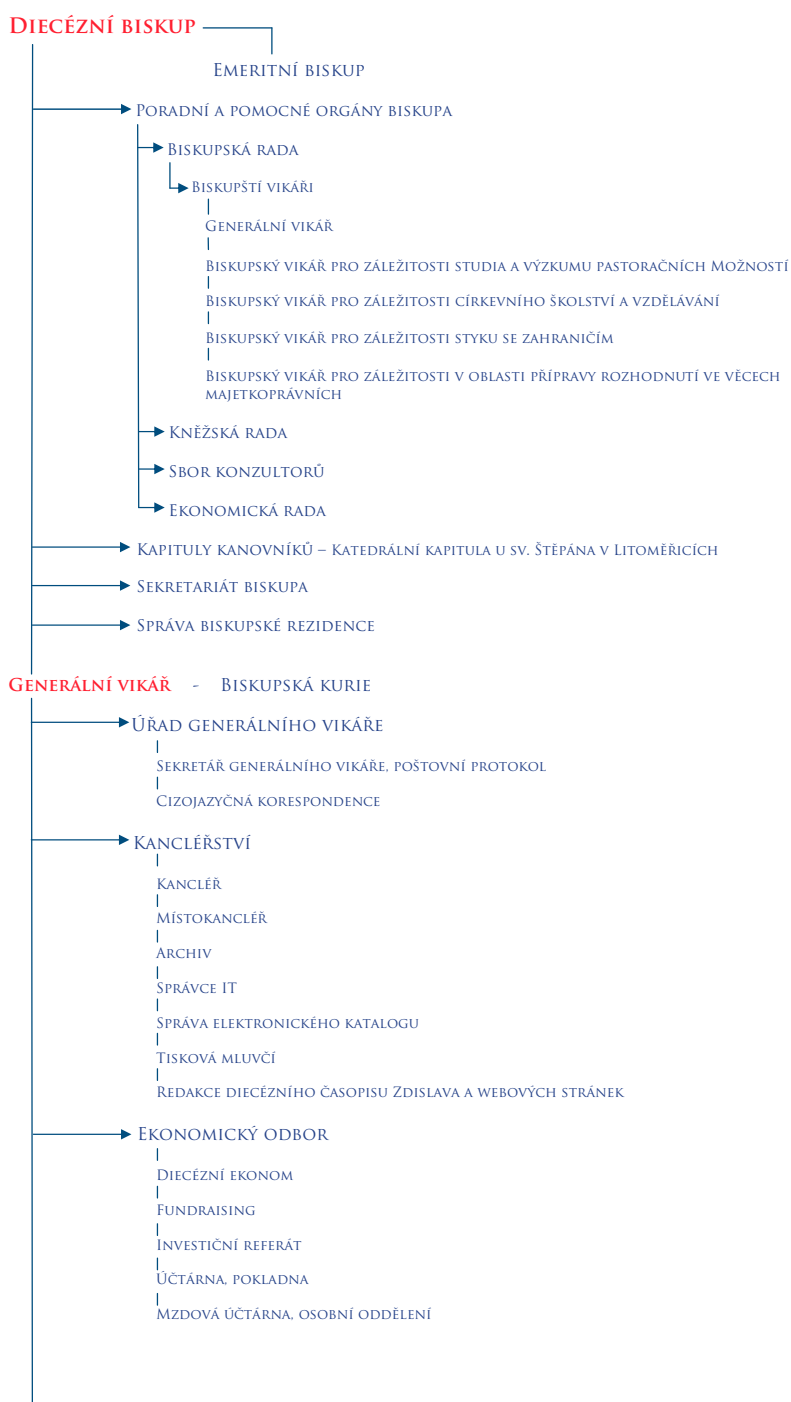 Diecézní biskup
Emeritní biskup
Poradní a pomocné orgány biskupa
Biskupská rada
Biskupští vikáři
Generální vikář
Biskupský vikář pro záležitosti studia a výzkumu pastoračních Možností
Biskupský vikář pro záležitosti církevního školství a vzdělávání
Biskupský vikář pro záležitosti styku se zahraničím
Biskupský vikář pro záležitosti v oblasti přípravy rozhodnutí ve věcech
majetkoprávních
Kněžská rada
Sbor konzultorů
Ekonomická rada
Kapituly kanovníků – Katedrální kapitula u sv. Štěpána v Litoměřicích
Sekretariát biskupa
Správa biskupské rezidence
Generální vikář - Biskupská kurie
Úřad generálního vikáře
Sekretář generálního vikáře, poštovní protokol
Cizojazyčná korespondence
Kancléřství
Kancléř
Místokancléř
Archiv
Správce IT
Správa elektronického katalogu
Tisková mluvčí
Redakce diecézního časopisu Zdislava a webových stránek
Ekonomický odbor
Diecézní ekonom
Fundraising
Investiční referát
Účtárna, pokladna
Mzdová účtárna, osobní oddělení